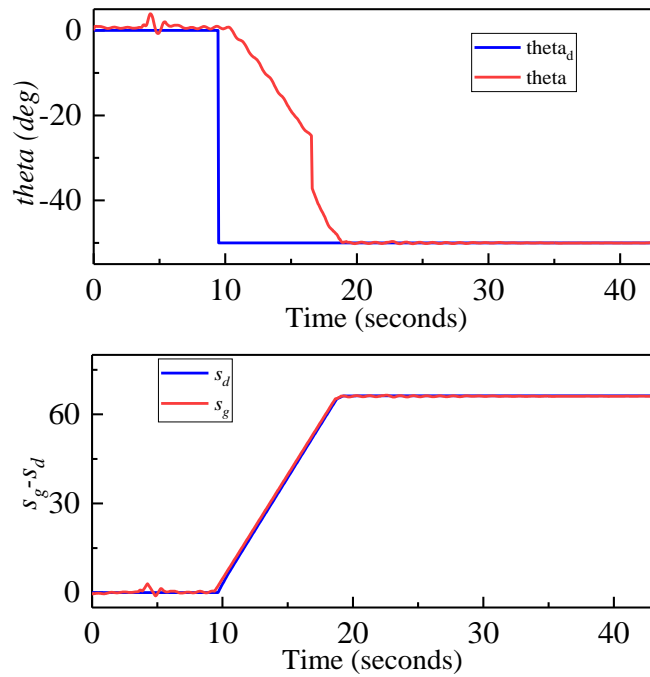 0
-20
-40
theta (deg)
theta_d
theta
0 10 20 30 40
Time (seconds)
60
30
0
s_g-s_d
s_d
s_g
0 10 20 30 40
Time (seconds)